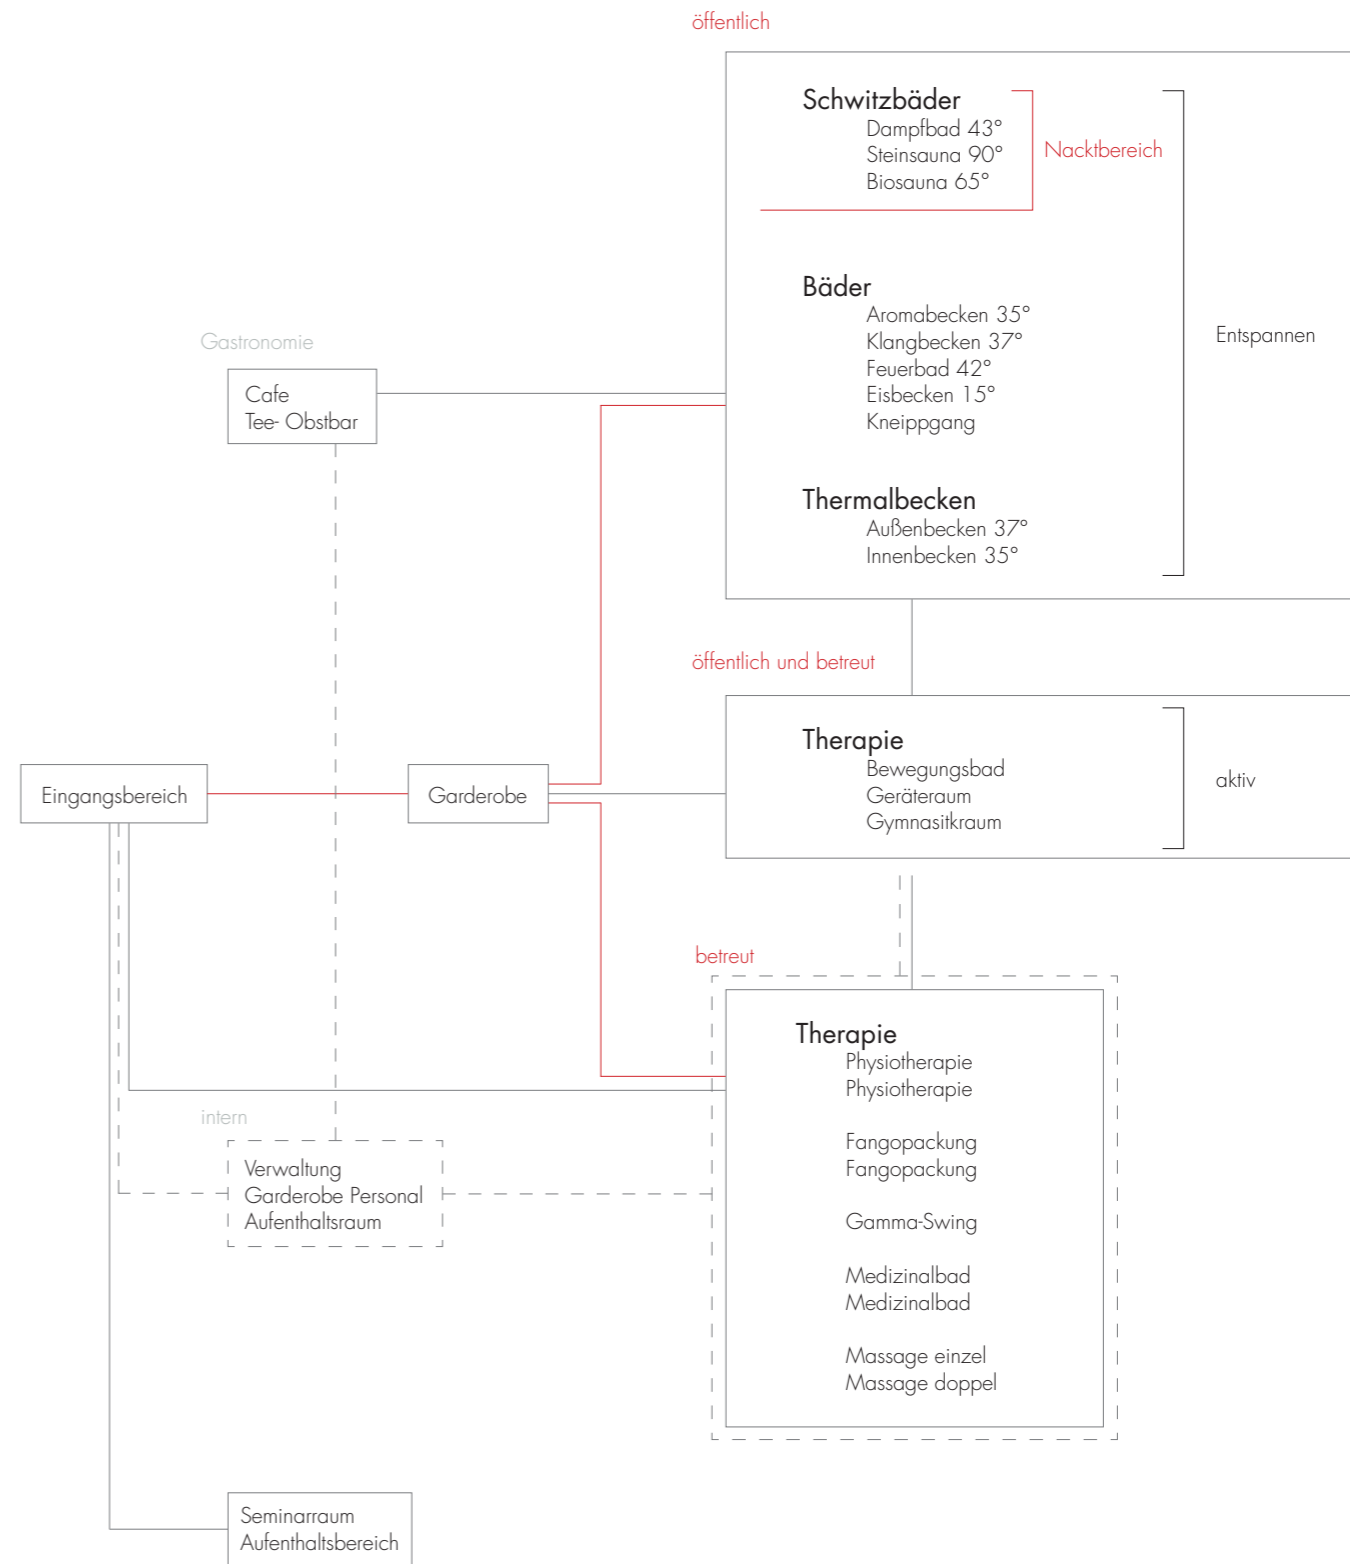 öffentlich
Schwitzbäder
Dampfbad 43°
Steinsauna 90°
Biosauna 65°
Nacktbereich
Bäder
Aromabecken 35°
Klangbecken 37°
Feuerbad 42°
Eisbecken 15°
Kneippgang
Entspannen
Gastronomie
Cafe
Tee- Obstbar
Thermalbecken
Außenbecken 37°
Innenbecken 35°
öffentlich und betreut
Therapie
Bewegungsbad
Geräteraum
Gymnasitkraum
aktiv
Eingangsbereich
Garderobe
betreut
Therapie
Physiotherapie
Physiotherapie
Fangopackung
Fangopackung
Gamma-Swing
Medizinalbad
Medizinalbad
Massage einzel
Massage doppel
intern
Verwaltung
Garderobe Personal
Aufenthaltsraum
Seminarraum
Aufenthaltsbereich